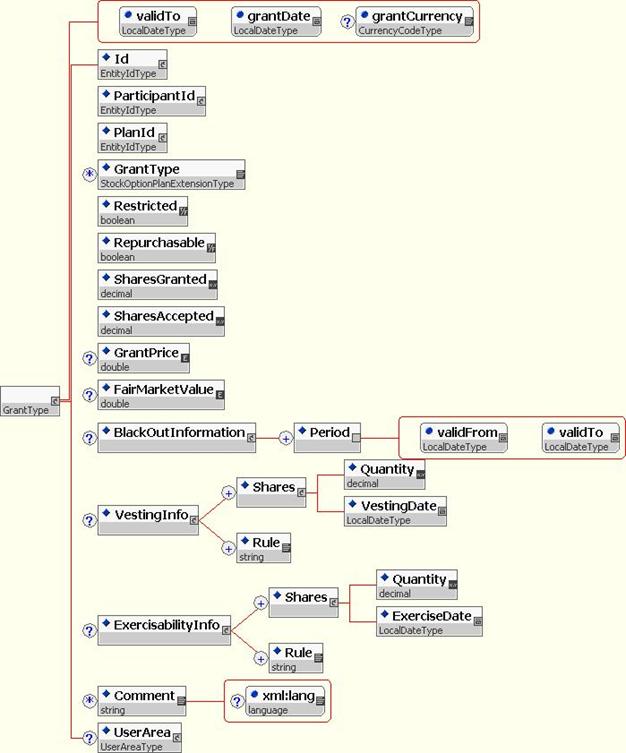 validTo
LocalDateType
grantDate
LocalDateType
? grantCurrency
CurrencyCodeType
Id
EntityIdType
ParticipantId
EntityIdType
PlanId
EntityIdType
* GrantType
StockOptionPlanExtensionType
Restricted
boolean
Repurchasable
boolean
SharesGranted
decimal
SharesAccepted
decimal
? GrantPrice
double
? FairMarketValue
double
GrantType
? BlackOutInformation
+ Period
validFrom
LocalDateType
validTo
LocalDateType
? VestingInfo
+ Shares
Quantity
decimal
VestingDate
LocalDateType
+ Rule
string
? ExercisabilityInfo
+ Shares
Quantity
decimal
ExerciseDate
LocalDateType
+ Rule
string
* Comment
string
? xml:lang
language
? UserArea
UserAreaType